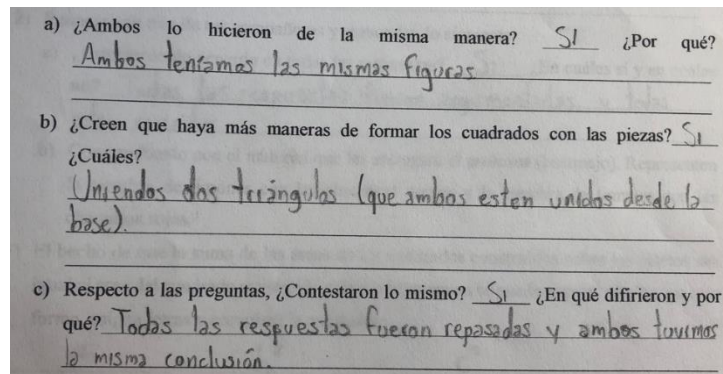 a) ¿Ambos lo hicieron de la misma manera? SI ¿Por qué?
Ambos teníamos las mismas figuras
b) ¿Creen que haya más maneras de formar los cuadrados con las piezas? Si
¿Cuáles?
Uniendos dos triángulos (que ambos esten unidos desde la
base).
c) Respecto a las preguntas, ¿Contestaron lo mismo? Si ¿En qué difirieron y por
qué? Todas las respuestas fueron repasadas y ambos tuvimos
la misma conclusión.